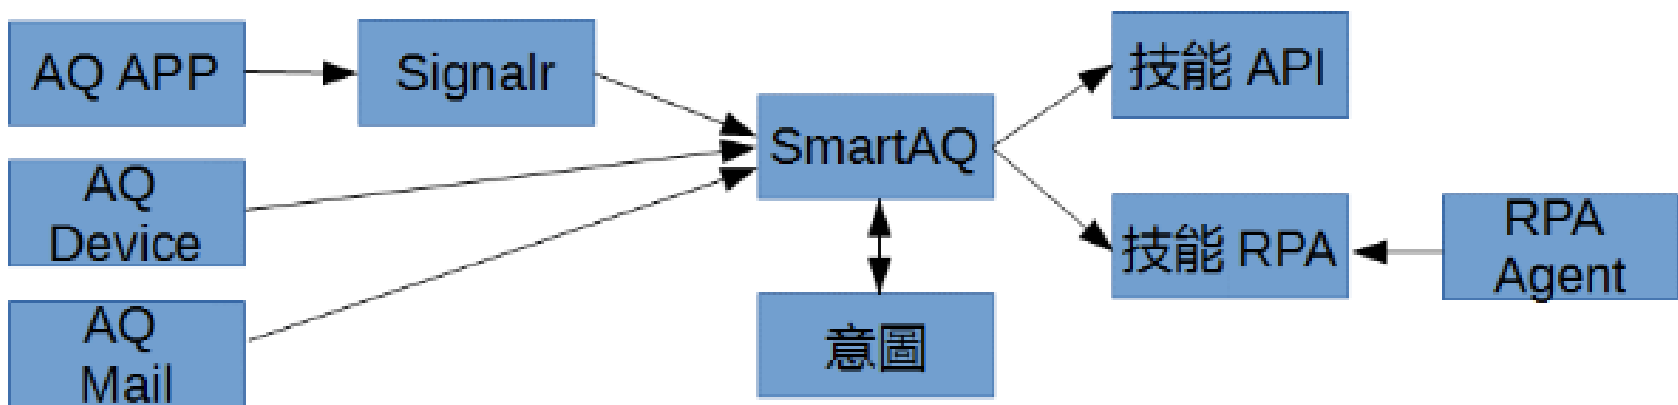 AQ APP
Signalr
技能 API
SmartAQ
AQ
Device
技能 RPA
RPA
Agent
AQ
Mail
意圖